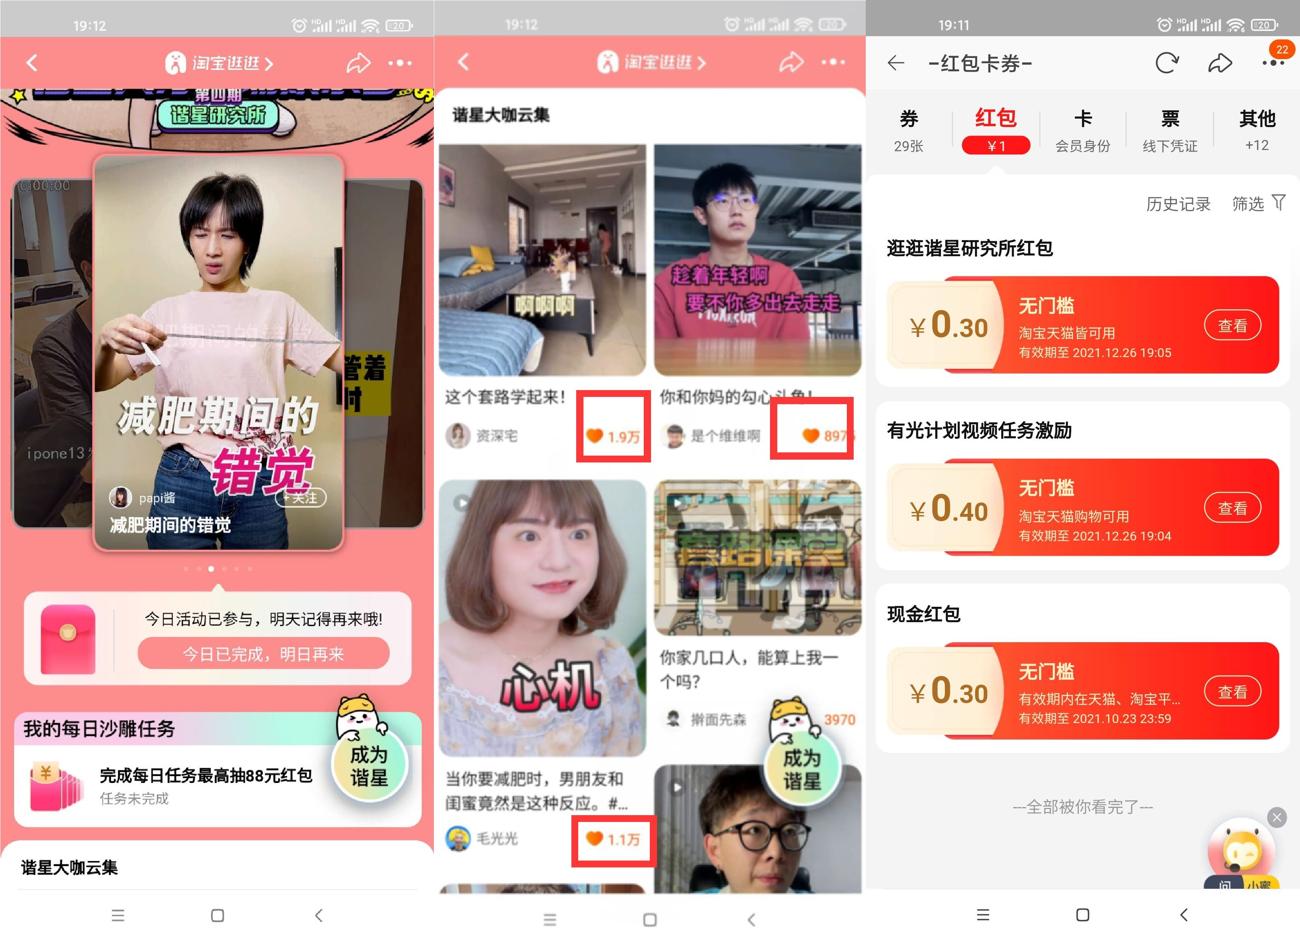 19:12
HD
HD
20
淘宝逛逛
第四期
谐星研究所
0:00:00
管着
时
ipone13
减肥期间的
错觉
papi酱
+关注
减肥期间的错觉
今日活动已参与，明天记得再来哦!
今日已完成，明日再来
我的每日沙雕任务
完成每日任务最高抽88元红包
任务未完成
成为
谐星
谐星大咖云集
19:12
HD
HD
20
淘宝逛逛
谐星大咖云集
啊啊啊
趁着年轻啊
要不你多出去走走
这个套路学起来！
资深宅
1.9万
你和你妈的勾心斗角！
是个维维啊
897
心机
套路课堂
你家几口人，能算上我一
个吗？
擀面先森
3970
当你要减肥时，男朋友和
闺蜜竟然是这种反应。#...
毛光光
1.1万
成为
谐星
19:11
HD
HD
20
-红包卡券-
22
券
29张
红包
¥1
卡
会员身份
票
线下凭证
其他
+12
历史记录
筛选
逛逛谐星研究所红包
¥0.30
无门槛
淘宝天猫皆可用
有效期至 2021.12.26 19:05
查看
有光计划视频任务激励
¥0.40
无门槛
淘宝天猫购物可用
有效期至 2021.12.26 19:04
查看
现金红包
¥0.30
无门槛
有效期内在天猫、淘宝平...
有效期至 2021.10.23 23:59
查看
---全部被你看完了---
问
小蜜